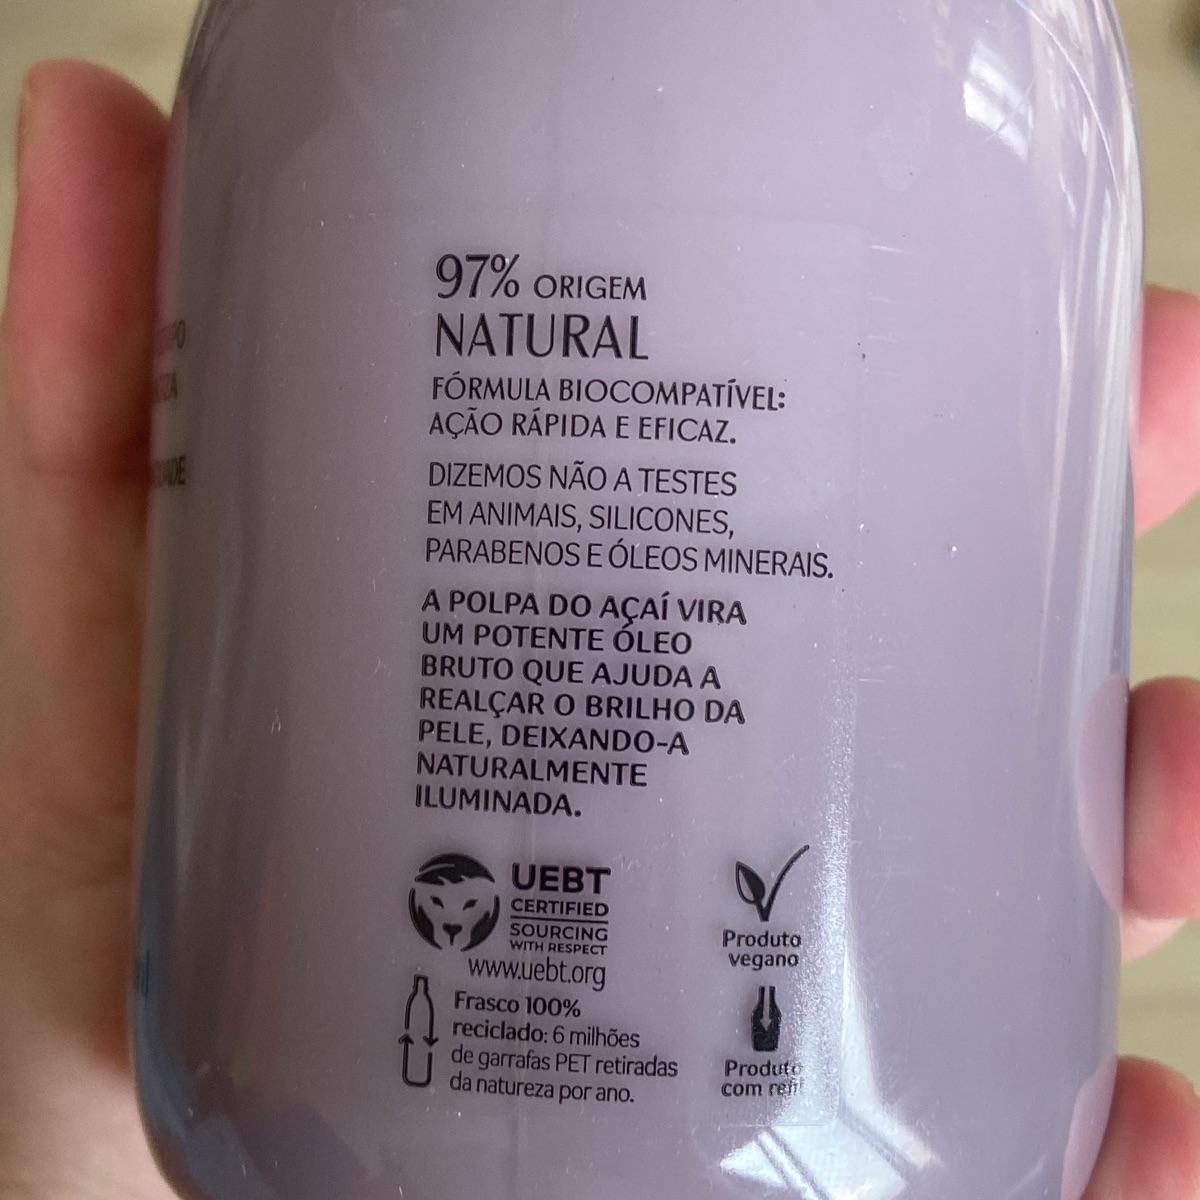 97% ORIGEM
NATURAL
FÓRMULA BIOCOMPATÍVEL:
AÇÃO RÁPIDA E EFICAZ.
DIZEMOS NÃO A TESTES
EM ANIMAIS, SILICONES,
PARABENOS E ÓLEOS MINERAIS.
A POLPA DO AÇAÍ VIRA
UM POTENTE ÓLEO
BRUTO QUE AJUDA A
REALÇAR O BRILHO DA
PELE, DEIXANDO-A
NATURALMENTE
ILUMINADA.
UEBT
CERTIFIED
SOURCING
WITH RESPECT
www.uebt.org
Frasco 100%
reciclado: 6 milhões
de garrafas PET retiradas
da natureza por ano.
Produto
vegano
Produto
com refil